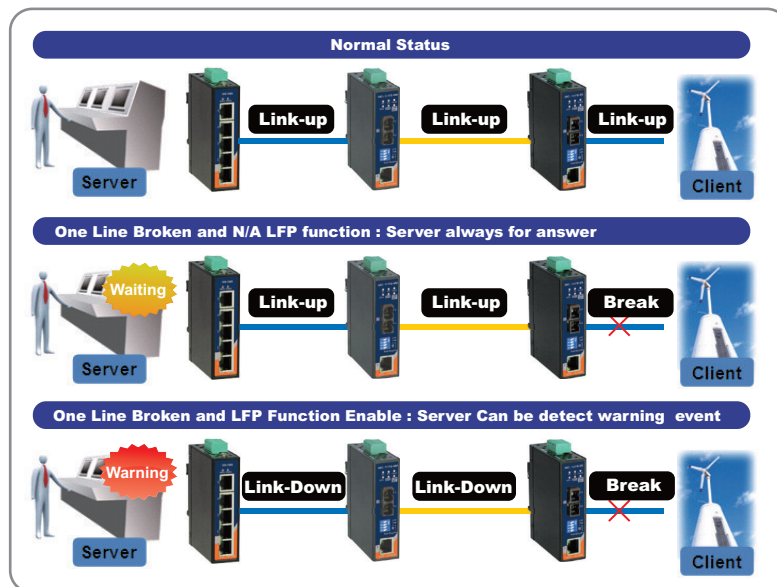 Normal Status
Link-up
Link-up
Link-up
Server
Client
One Line Broken and N/A LFP function : Server always for answer
Waiting
Link-up
Link-up
Break
Server
Client
One Line Broken and LFP Function Enable : Server Can be detect warning event
Warning
Link-Down
Link-Down
Break
Server
Client